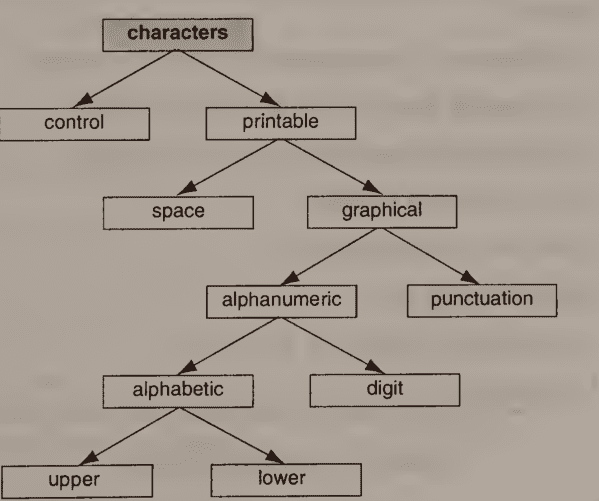 characters
control
printable
space
graphical
alphanumeric
punctuation
alphabetic
digit
upper
lower